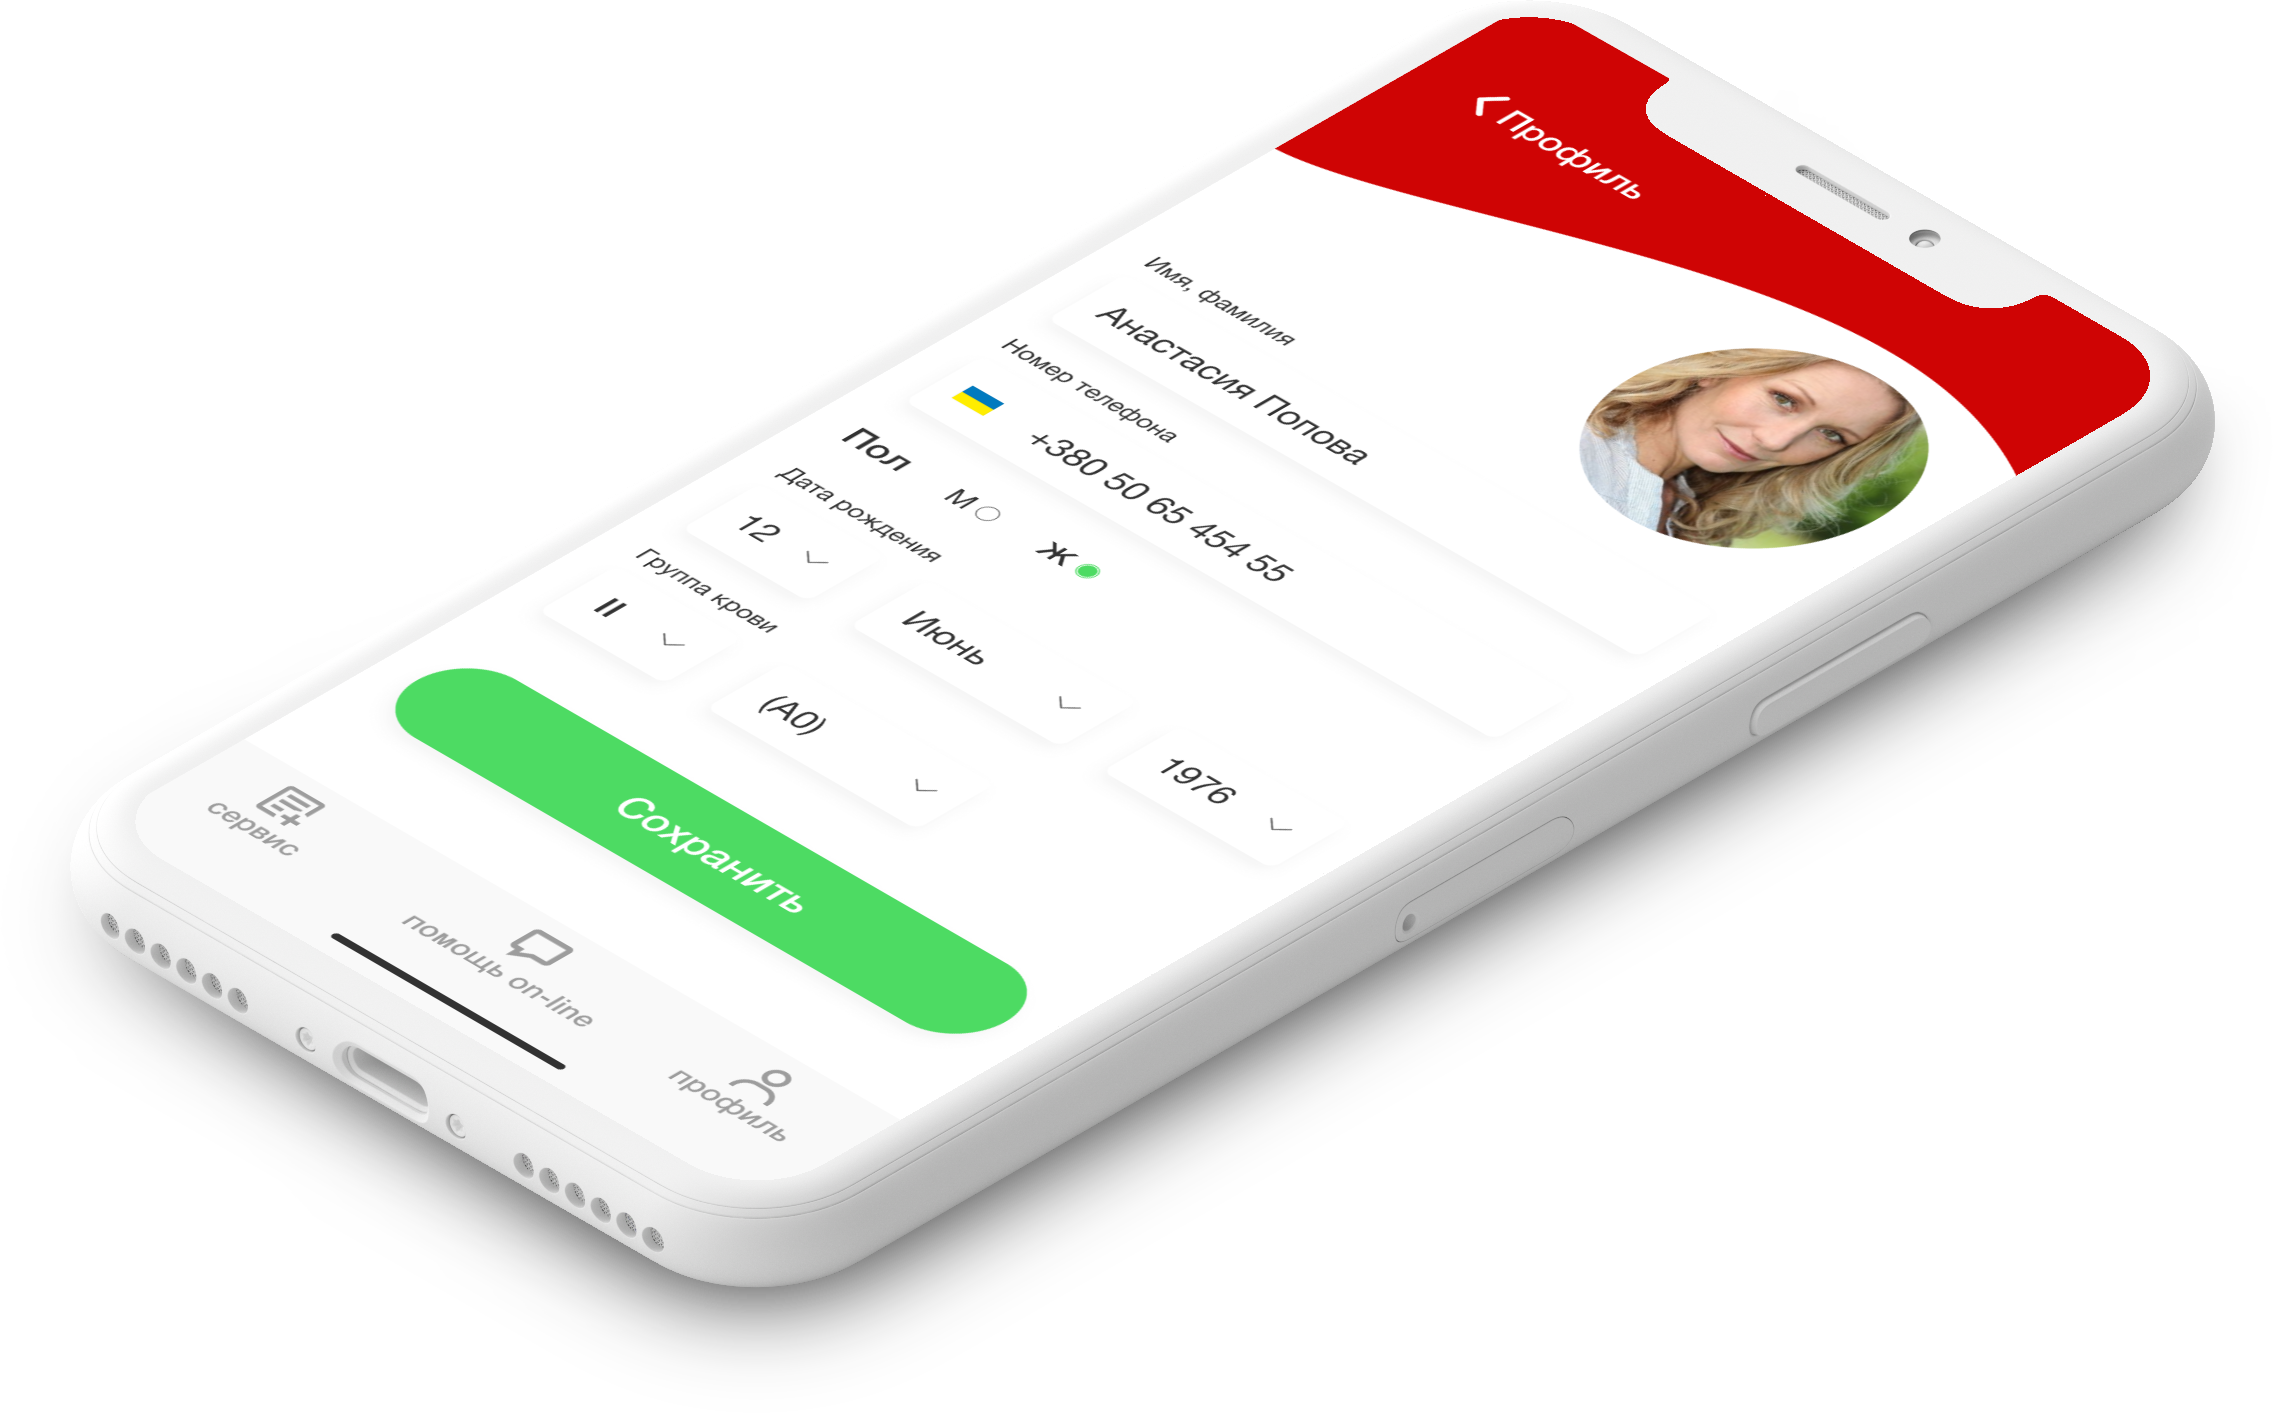 Профиль
Имя, фамилия
Анастасия Попова
Номер телефона
+380 50 65 454 55
Пол М Ж
Дата рождения
12 Июнь 1976
Группа крови
II (A0)
Сохранить
сервис помощь on-line профиль